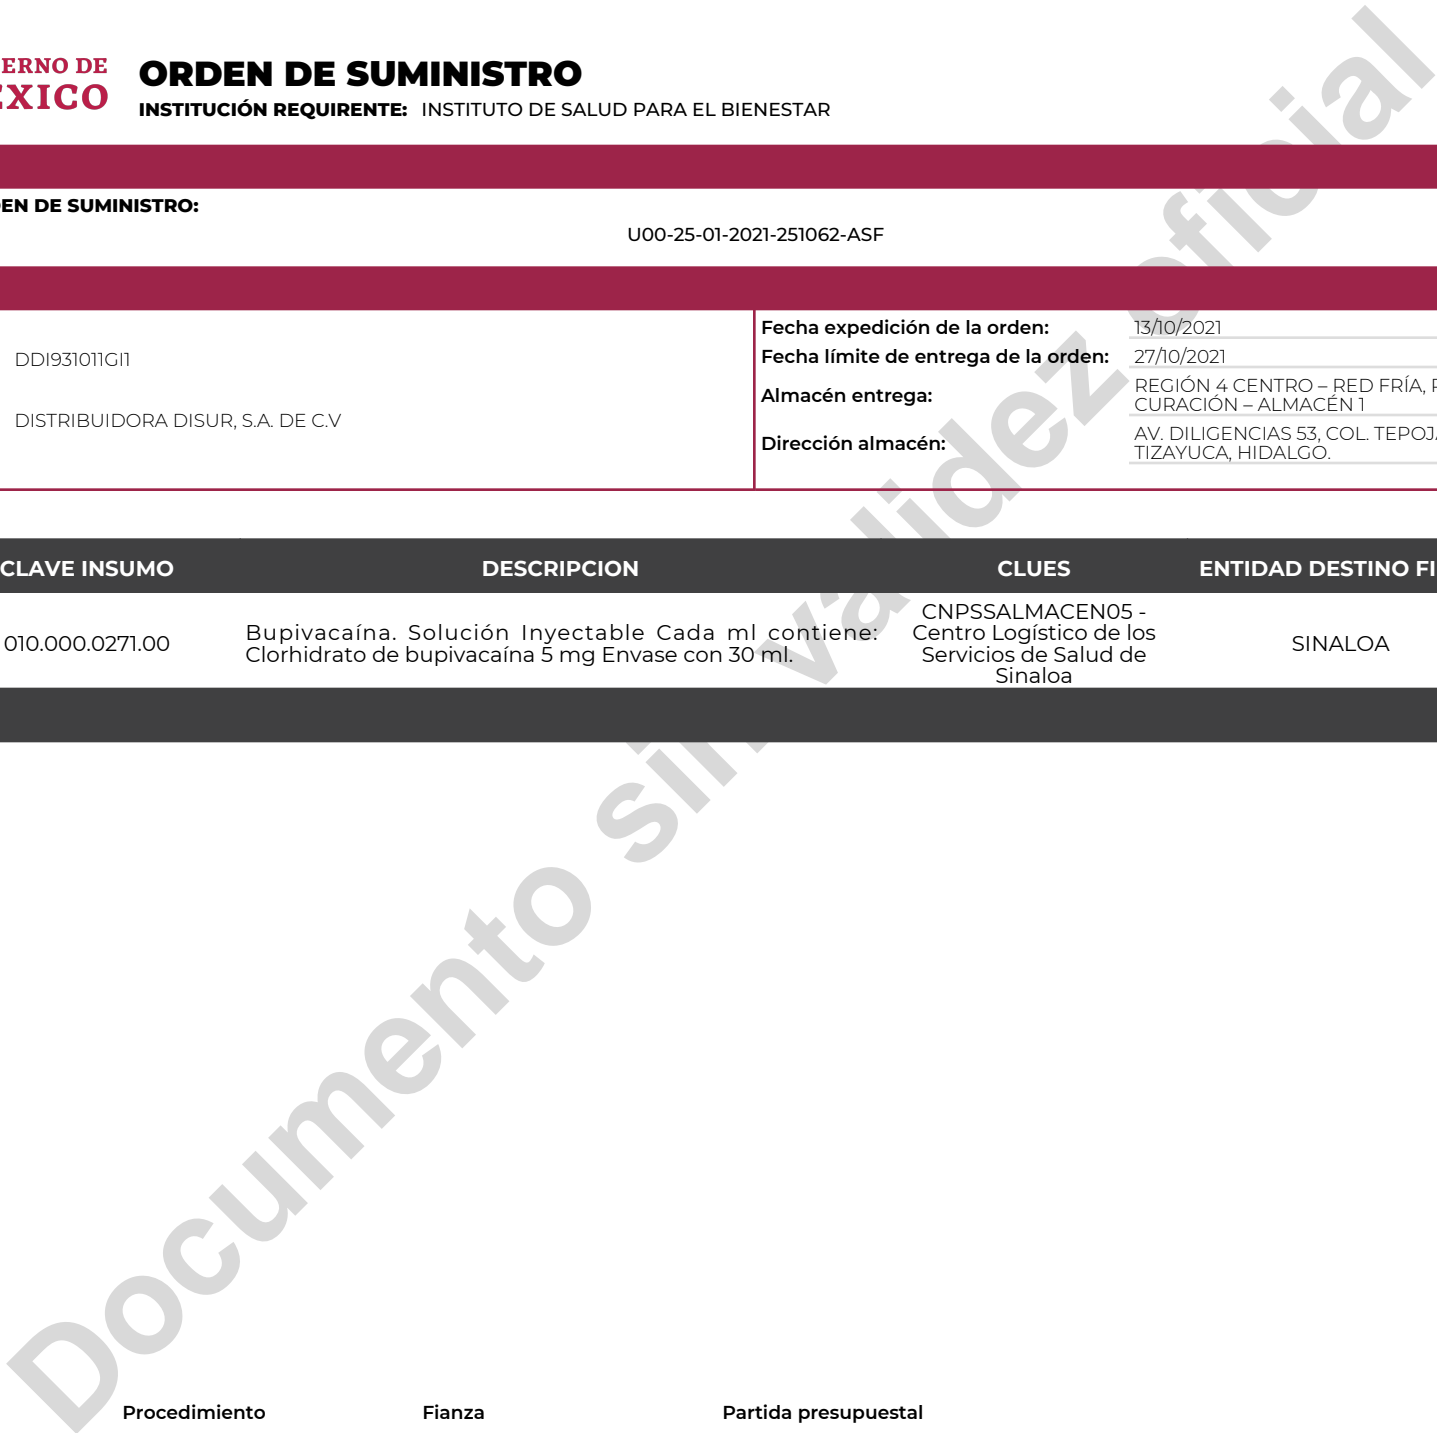 ERNO DE
EXICO
ORDEN DE SUMINISTRO
INSTITUCIÓN REQUIRENTE: INSTITUTO DE SALUD PARA EL BIENESTAR
EN DE SUMINISTRO:
U00-25-01-2021-251062-ASF
DDI931011GI1
DISTRIBUIDORA DISUR, S.A. DE C.V
Fecha expedición de la orden: 13/10/2021
Fecha límite de entrega de la orden: 27/10/2021
Almacén entrega: REGIÓN 4 CENTRO – RED FRÍA,
CURACIÓN – ALMACÉN 1
Dirección almacén: AV. DILIGENCIAS 53, COL. TEPOJ
TIZAYUCA, HIDALGO.
CLAVE INSUMO DESCRIPCION CLUES ENTIDAD DESTINO FI
010.000.0271.00
Bupivacaína. Solución Inyectable Cada ml contiene:
Clorhidrato de bupivacaína 5 mg Envase con 30 ml.
CNPSSALMACEN05 -
Centro Logístico de los
Servicios de Salud de
Sinaloa
SINALOA
Documento sin validez oficial
Procedimiento Fianza Partida presupuestal